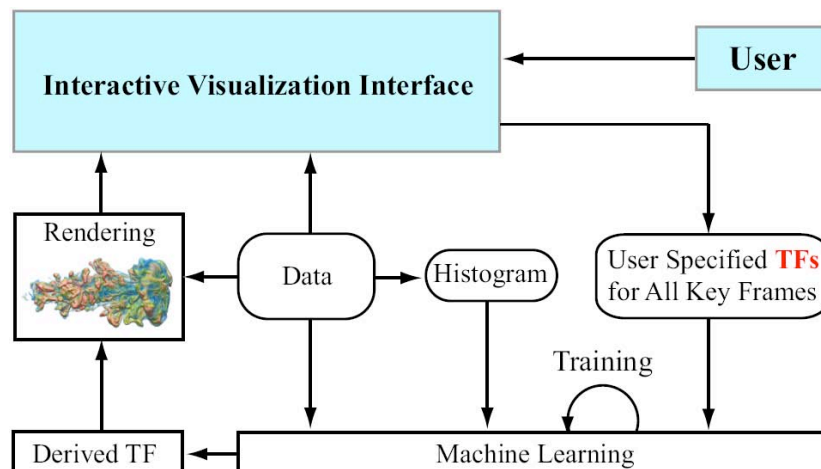 Interactive Visualization Interface
User
Rendering
Data
Histogram
User Specified TFs
for All Key Frames
Training
Derived TF
Machine Learning